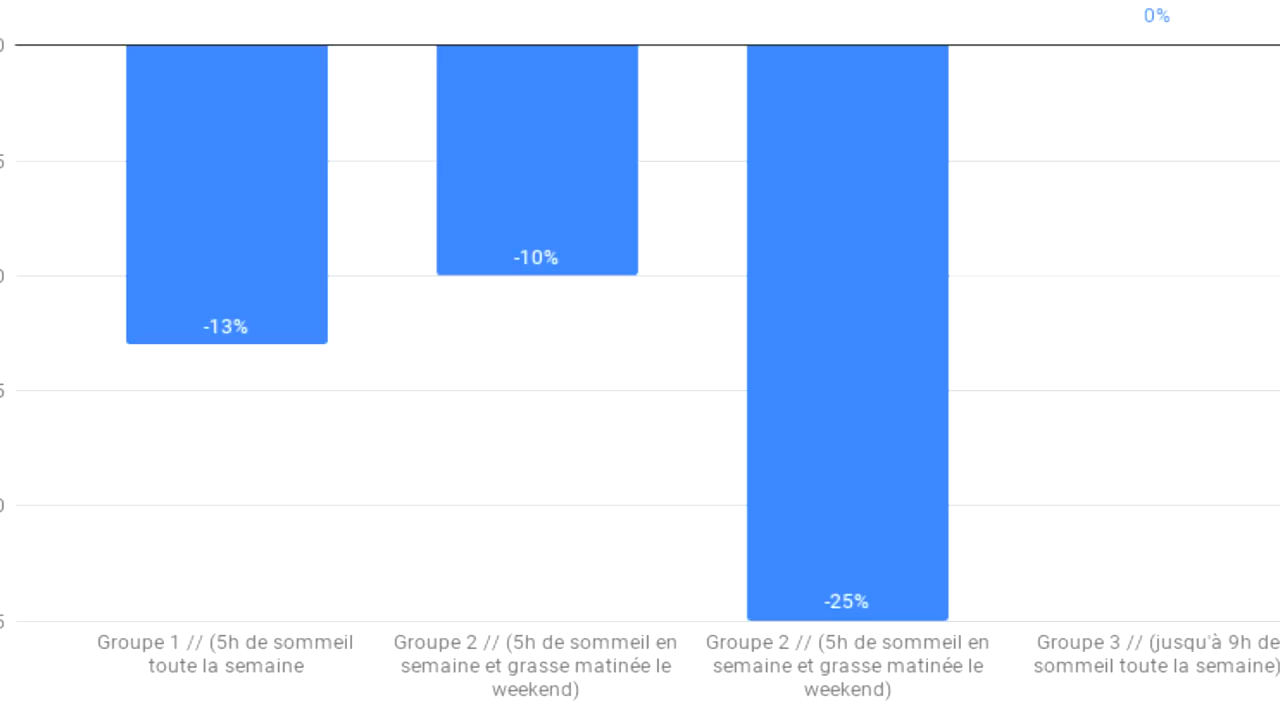 0%
-10%
-13%
-25%
Groupe 1 // (5h de sommeil
toute la semaine
Groupe 2 // (5h de sommeil en
semaine et grasse matinée le
weekend)
Groupe 2 // (5h de sommeil en
semaine et grasse matinée le
weekend)
Groupe 3 // (jusqu'à 9h de
sommeil toute la semaine)